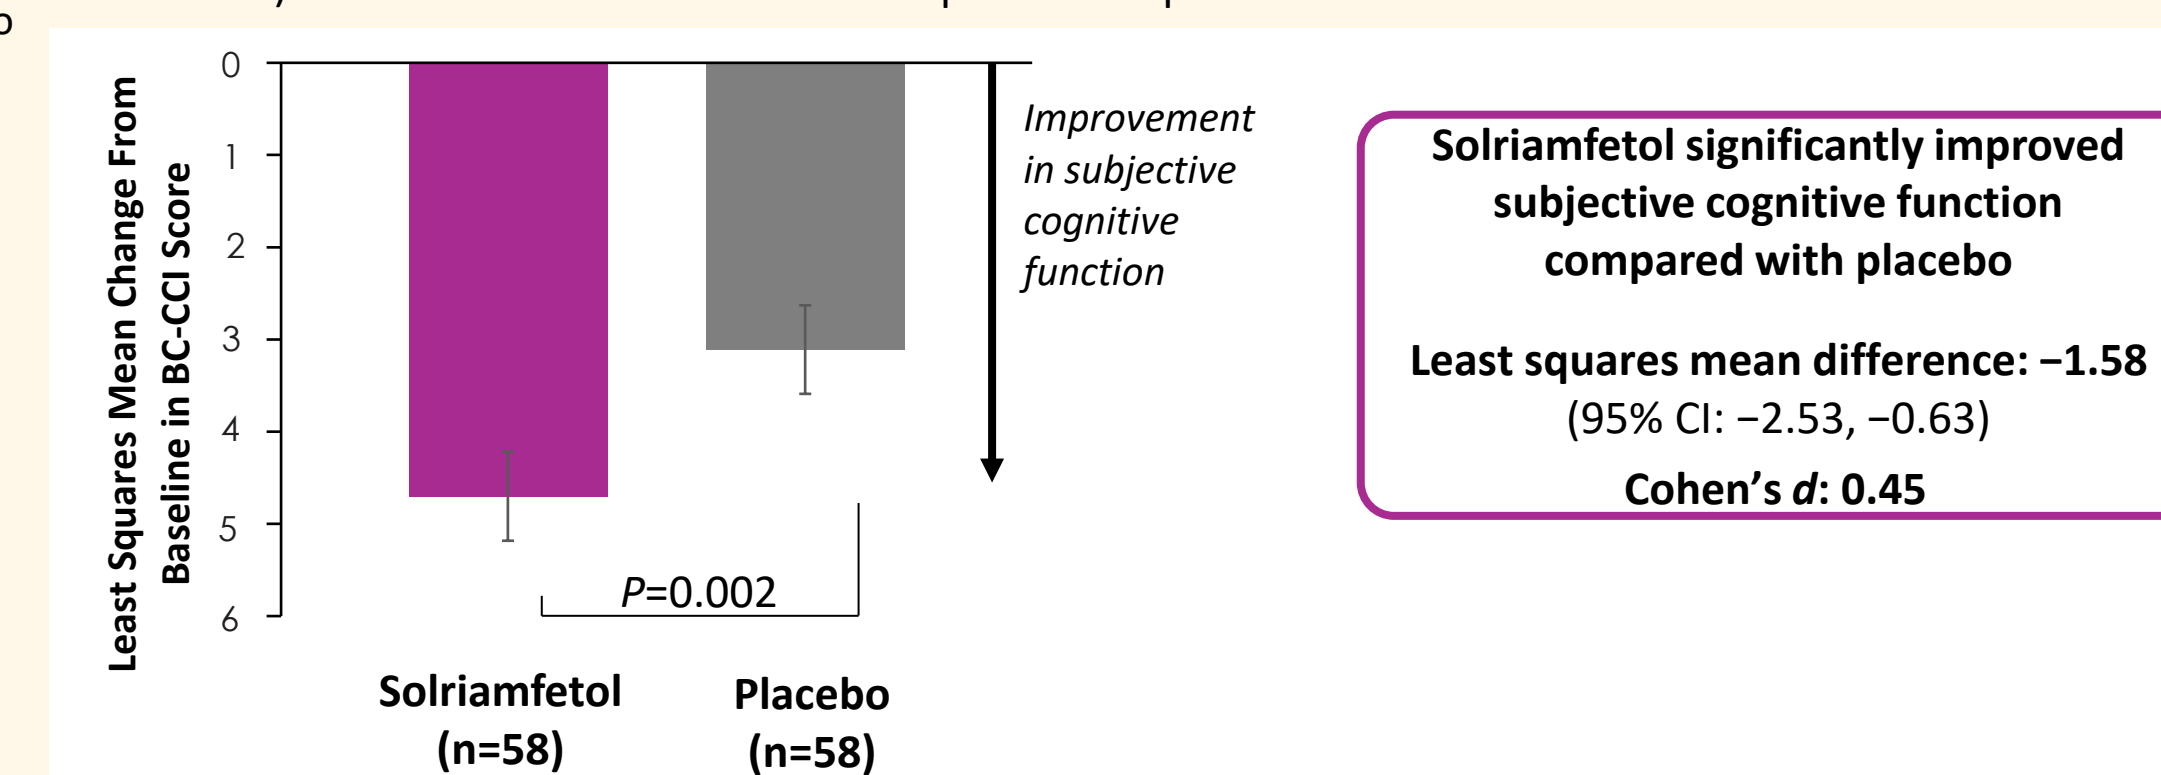 0
1
2
3
4
5
6
Least Squares Mean Change From
Baseline in BC-CCI Score
Improvement
in subjective
cognitive
function
P=0.002
Solriamfetol
(n=58)
Placebo
(n=58)
Solriamfetol significantly improved
subjective cognitive function
compared with placebo
Least squares mean difference: −1.58
(95% CI: −2.53, −0.63)
Cohen’s d: 0.45